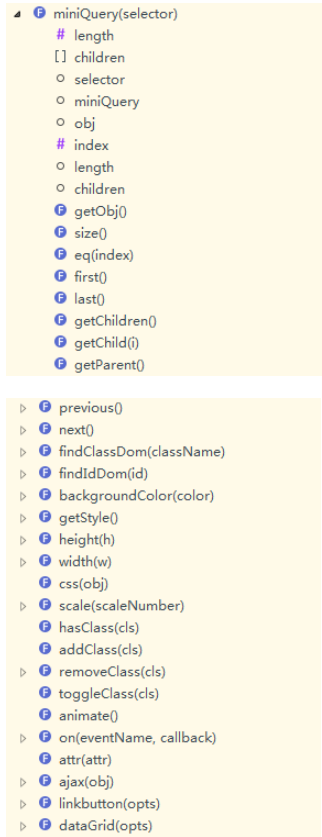 miniQuery(selector)
# length
[] children
selector
miniQuery
obj
# index
length
children
F getObj()
F size()
F eq(index)
F first()
F last()
F getChildren()
F getChild(i)
F getParent()
F previous()
F next()
F findClassDom(className)
F findIdDom(id)
F backgroundColor(color)
F getStyle()
F height(h)
F width(w)
F css(obj)
F scale(scaleNumber)
F hasClass(cls)
F addClass(cls)
F removeClass(cls)
F toggleClass(cls)
F animate()
F on(eventName, callback)
F attr(attr)
F ajax(obj)
F linkbutton(opts)
F dataGrid(opts)